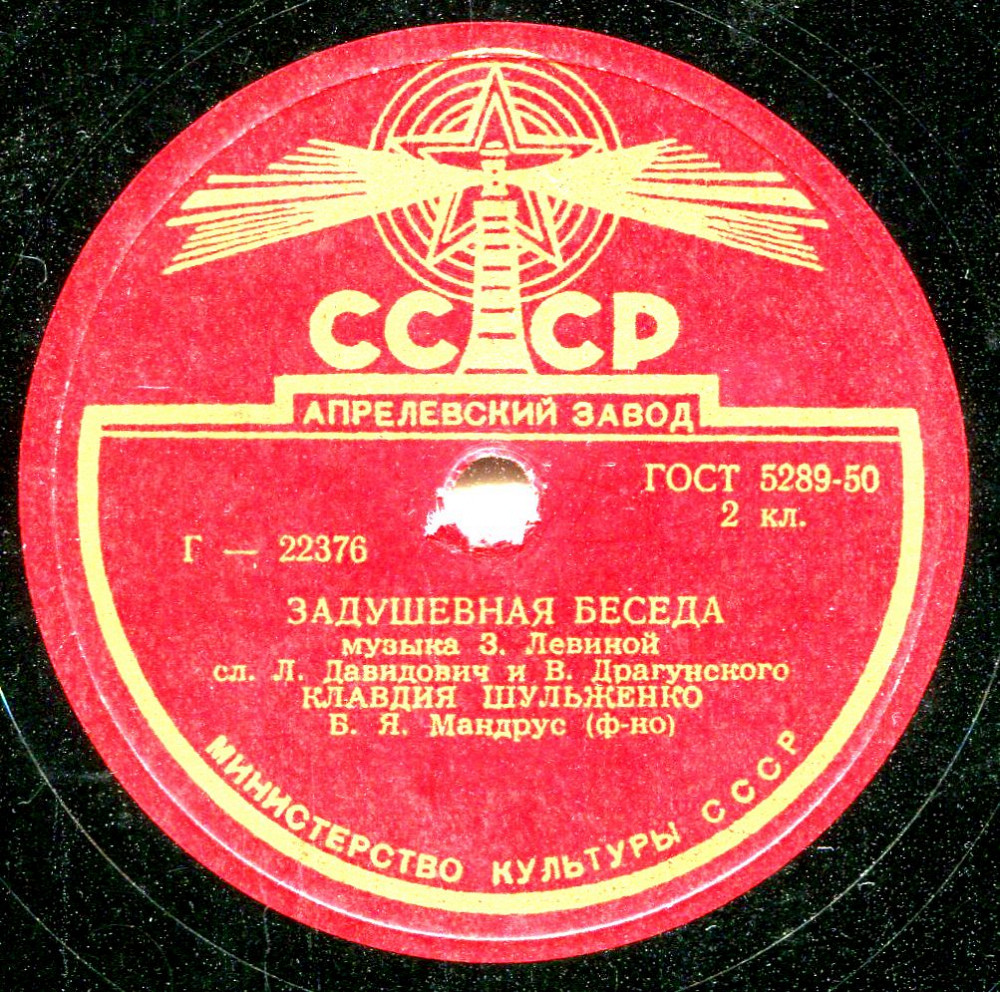 СССР
АПРЕЛЕВСКИЙ ЗАВОД
ГОСТ 5289-50
2 кл.
Г — 22376
ЗАДУШЕВНАЯ БЕСЕДА
музыка З. Левиной
сл. Л. Давидович и В. Драгунского
КЛАВДИЯ ШУЛЬЖЕНКО
Б. Я. Мандрус (ф-но)
МИНИСТЕРСТВО КУЛЬТУРЫ СССР